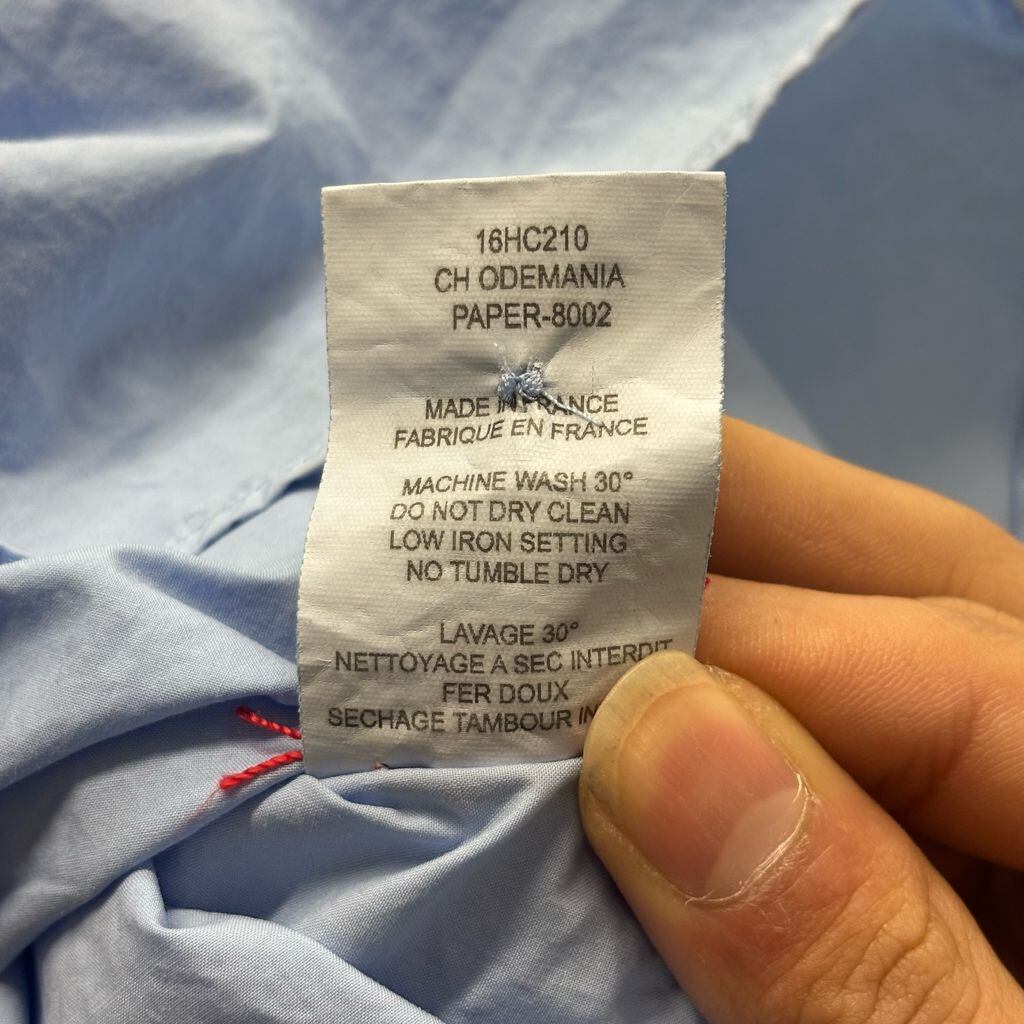 16HC210
CH ODEMANIA
PAPER-8002
MADE IN FRANCE
FABRIQUE EN FRANCE
MACHINE WASH 30°
DO NOT DRY CLEAN
LOW IRON SETTING
NO TUMBLE DRY
LAVAGE 30°
NETTOYAGE A SEC INTERDIT
FER DOUX
SECHAGE TAMBOUR